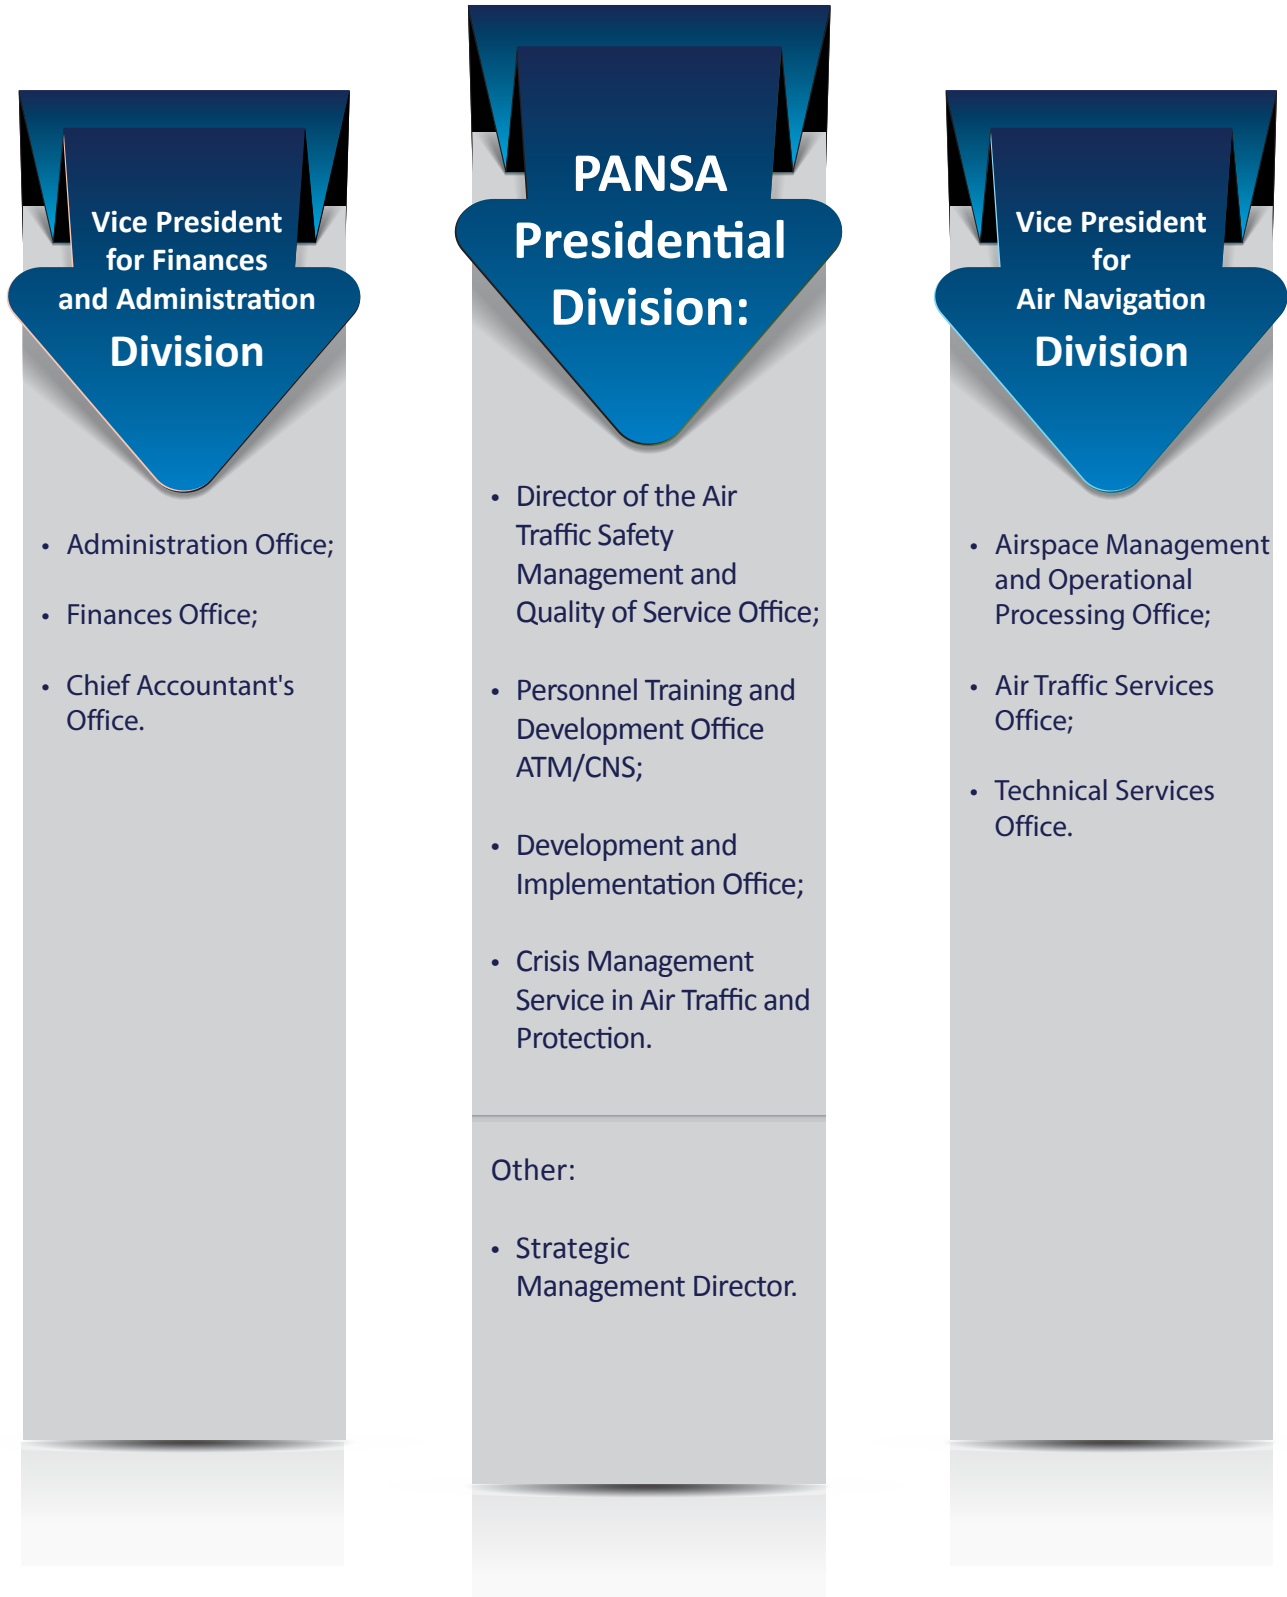 Vice President
for Finances
and Administration
Division
• Administration Office;
• Finances Office;
• Chief Accountant's
Office.
PANSA
Presidential
Division:
• Director of the Air
Traffic Safety
Management and
Quality of Service Office;
• Personnel Training and
Development Office
ATM/CNS;
• Development and
Implementation Office;
• Crisis Management
Service in Air Traffic and
Protection.
Other:
• Strategic
Management Director.
Vice President
for
Air Navigation
Division
• Airspace Management
and Operational
Processing Office;
• Air Traffic Services
Office;
• Technical Services
Office.